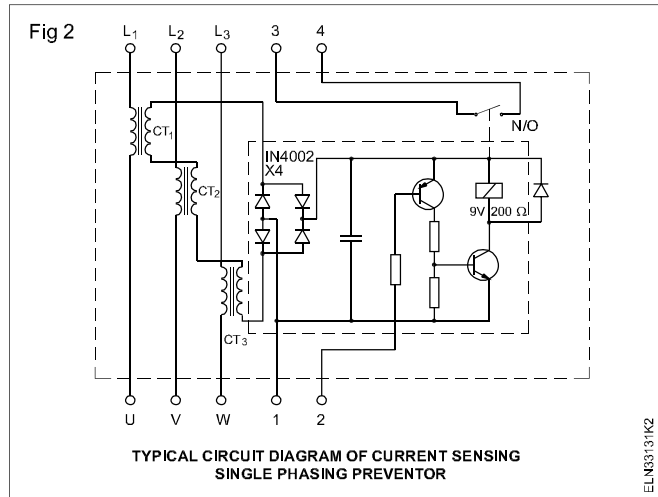 Fig 2
L1 L2 L3 3 4
N/O
CT1
IN4002
X4
CT2
9V 200 Ω
CT3
U V W 1 2
TYPICAL CIRCUIT DIAGRAM OF CURRENT SENSING
SINGLE PHASING PREVENTOR
ELN33131K2